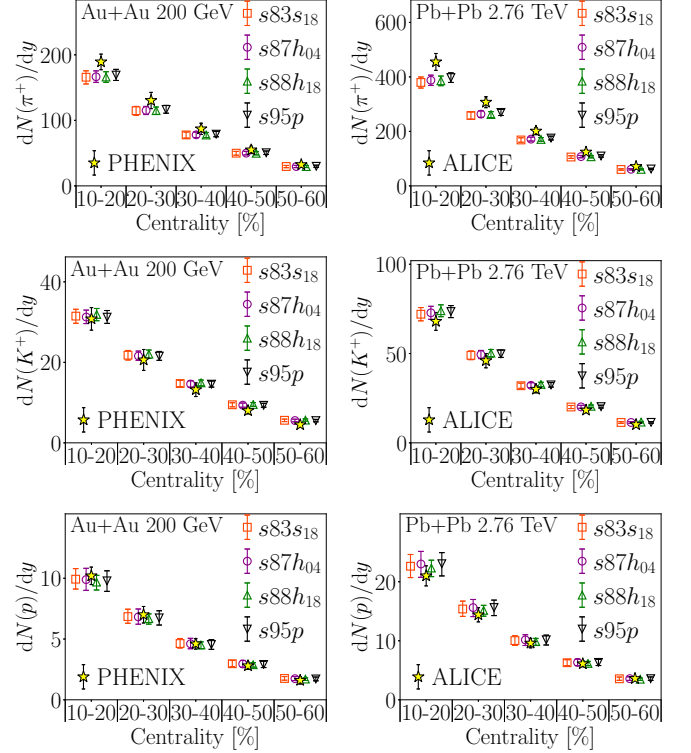 Au+Au 200 GeV
dN(π⁺)/dy
200
100
0
s83s₁₈
s87h₀₄
s88h₁₈
s95p
PHENIX
10-20 20-30 30-40 40-50 50-60
Centrality [%]
Pb+Pb 2.76 TeV
dN(π⁺)/dy
600
400
200
0
s83s₁₈
s87h₀₄
s88h₁₈
s95p
ALICE
10-20 20-30 30-40 40-50 50-60
Centrality [%]
Au+Au 200 GeV
dN(K⁺)/dy
40
20
0
s83s₁₈
s87h₀₄
s88h₁₈
s95p
PHENIX
10-20 20-30 30-40 40-50 50-60
Centrality [%]
Pb+Pb 2.76 TeV
dN(K⁺)/dy
100
50
0
s83s₁₈
s87h₀₄
s88h₁₈
s95p
ALICE
10-20 20-30 30-40 40-50 50-60
Centrality [%]
Au+Au 200 GeV
dN(p)/dy
10
5
0
s83s₁₈
s87h₀₄
s88h₁₈
s95p
PHENIX
10-20 20-30 30-40 40-50 50-60
Centrality [%]
Pb+Pb 2.76 TeV
dN(p)/dy
20
10
0
s83s₁₈
s87h₀₄
s88h₁₈
s95p
ALICE
10-20 20-30 30-40 40-50 50-60
Centrality [%]